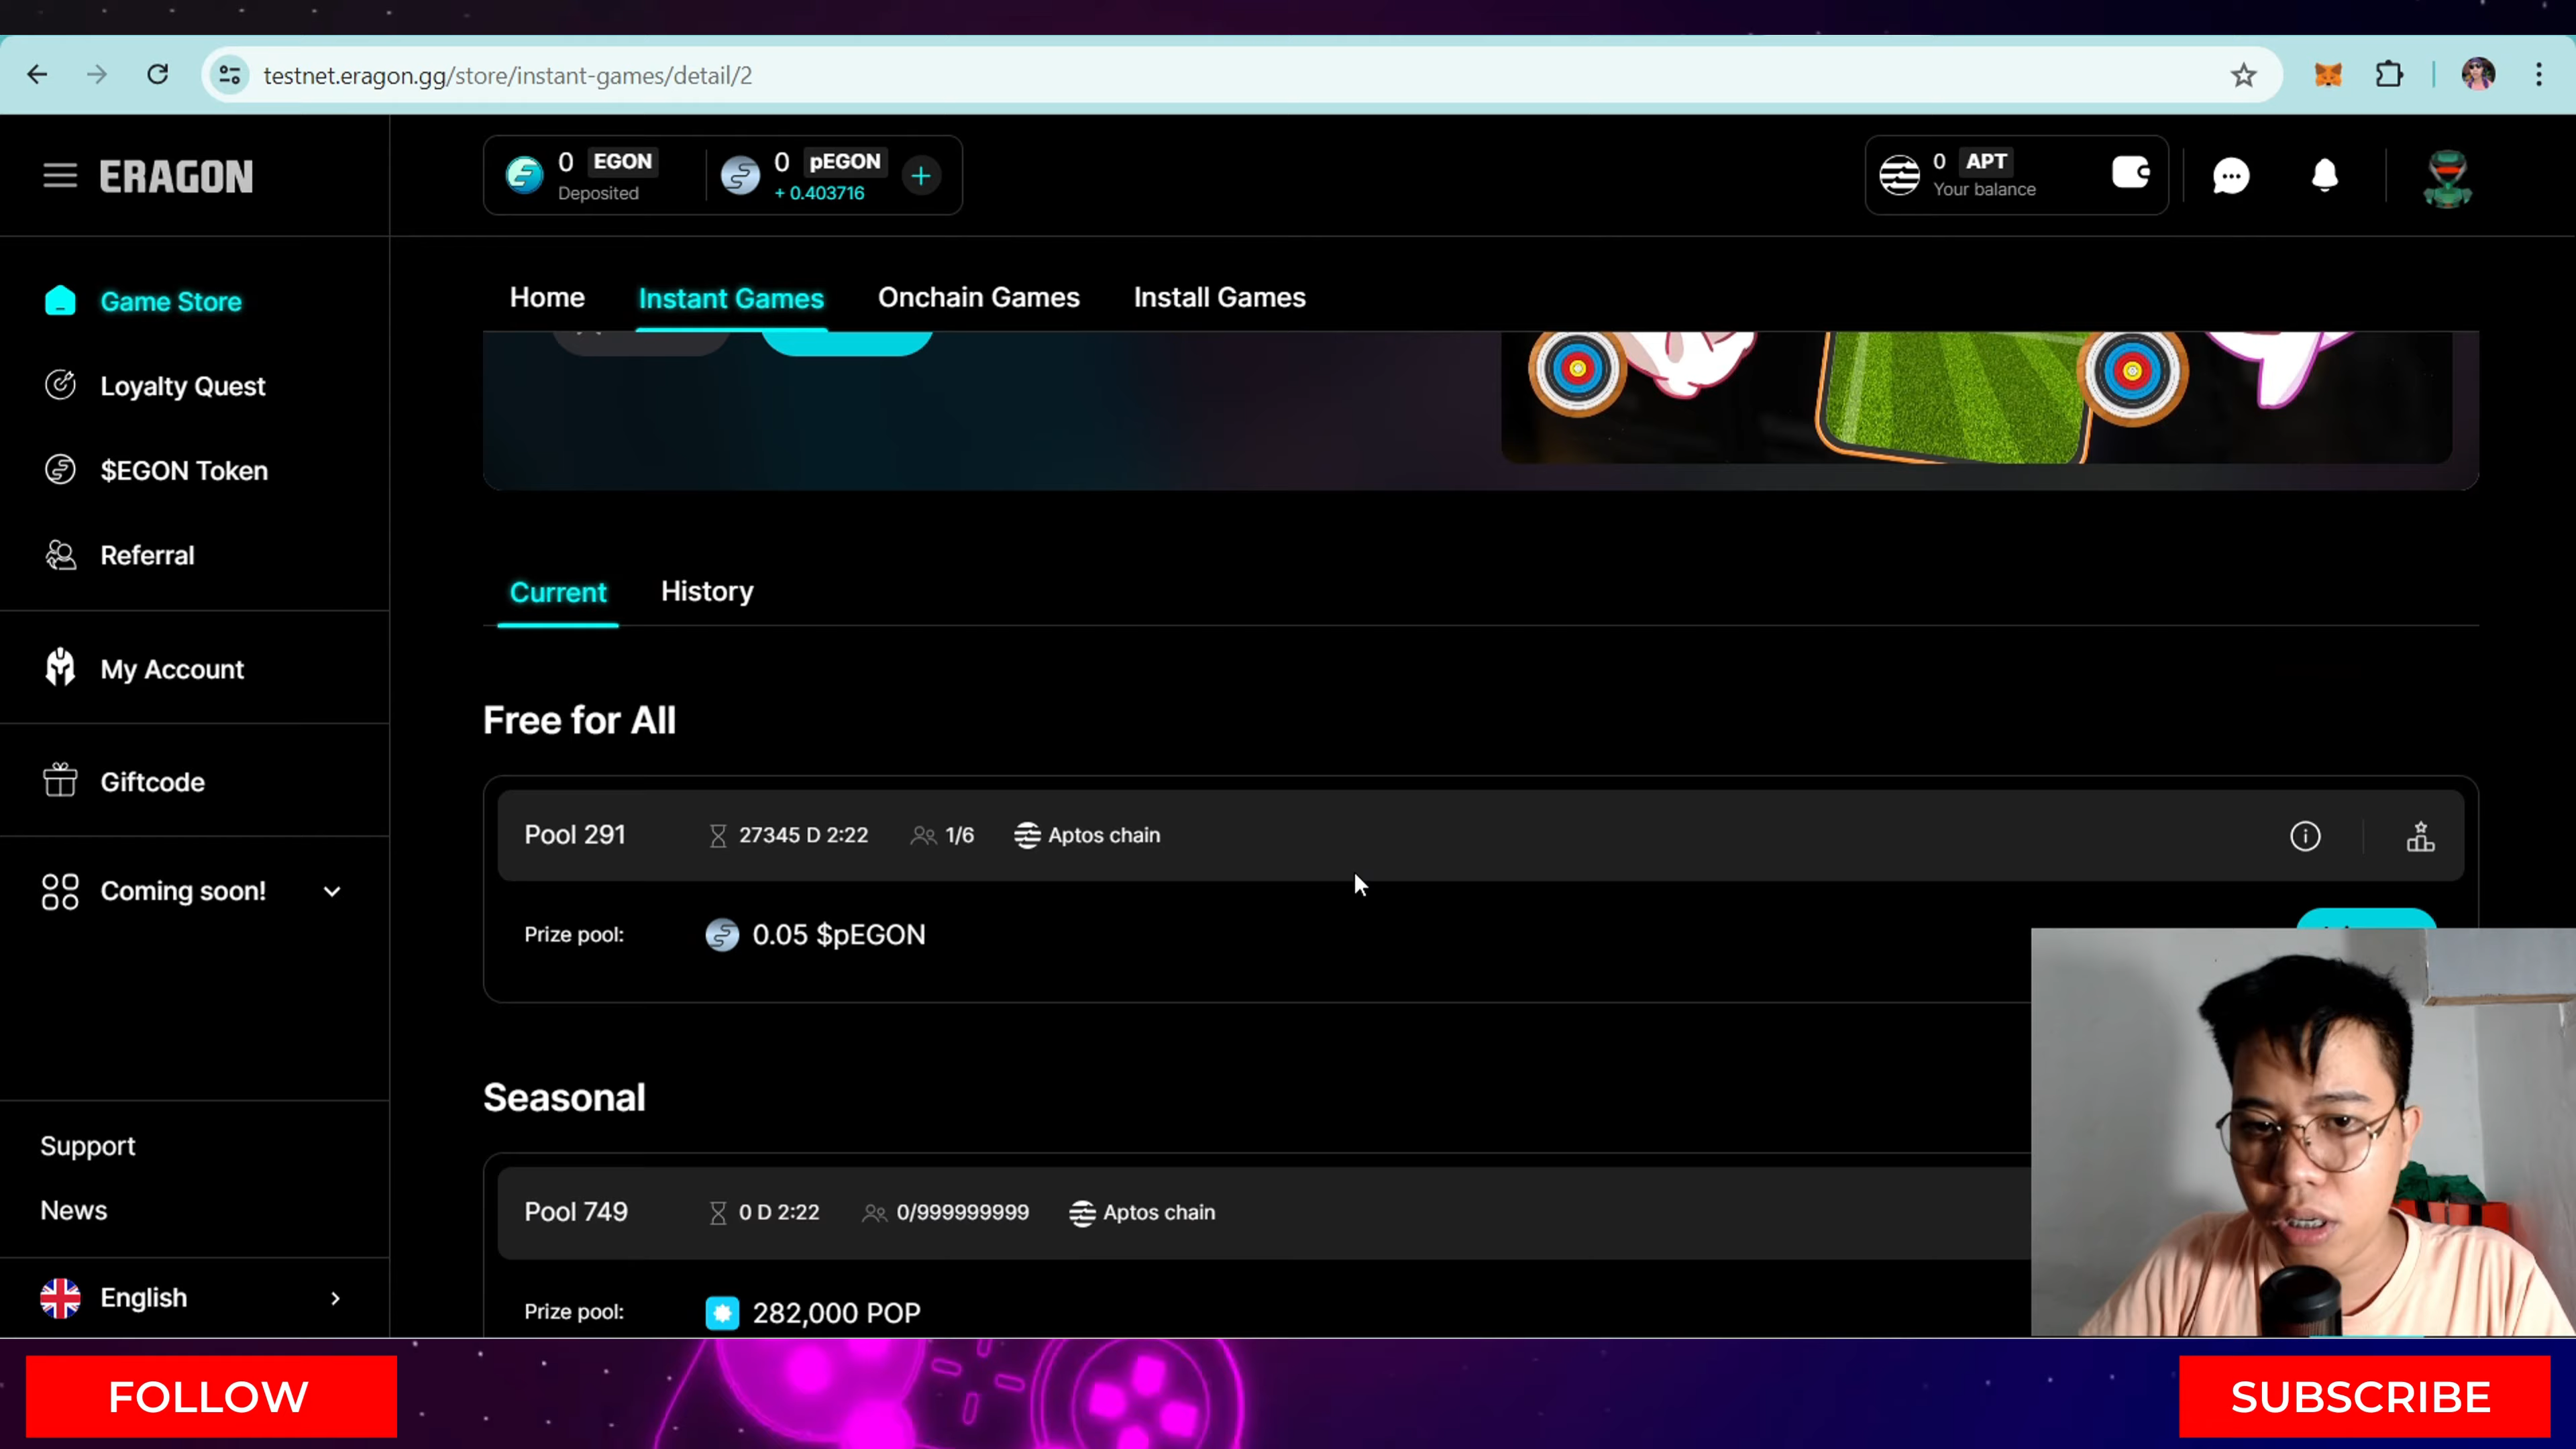 testnet.eragon.gg/store/instant-games/detail/2
ERAGON
0 EGON
Deposited
0 pEGON
+ 0.403716
0 APT
Your balance
Game Store
Loyalty Quest
$EGON Token
Referral
My Account
Giftcode
Coming soon!
Support
News
English
Home Instant Games Onchain Games Install Games
Current History
Free for All
Pool 291 27345 D 2:22 1/6 Aptos chain
Prize pool: 0.05 $pEGON
Seasonal
Pool 749 0 D 2:22 0/999999999 Aptos chain
Prize pool: 282,000 POP
FOLLOW
SUBSCRIBE